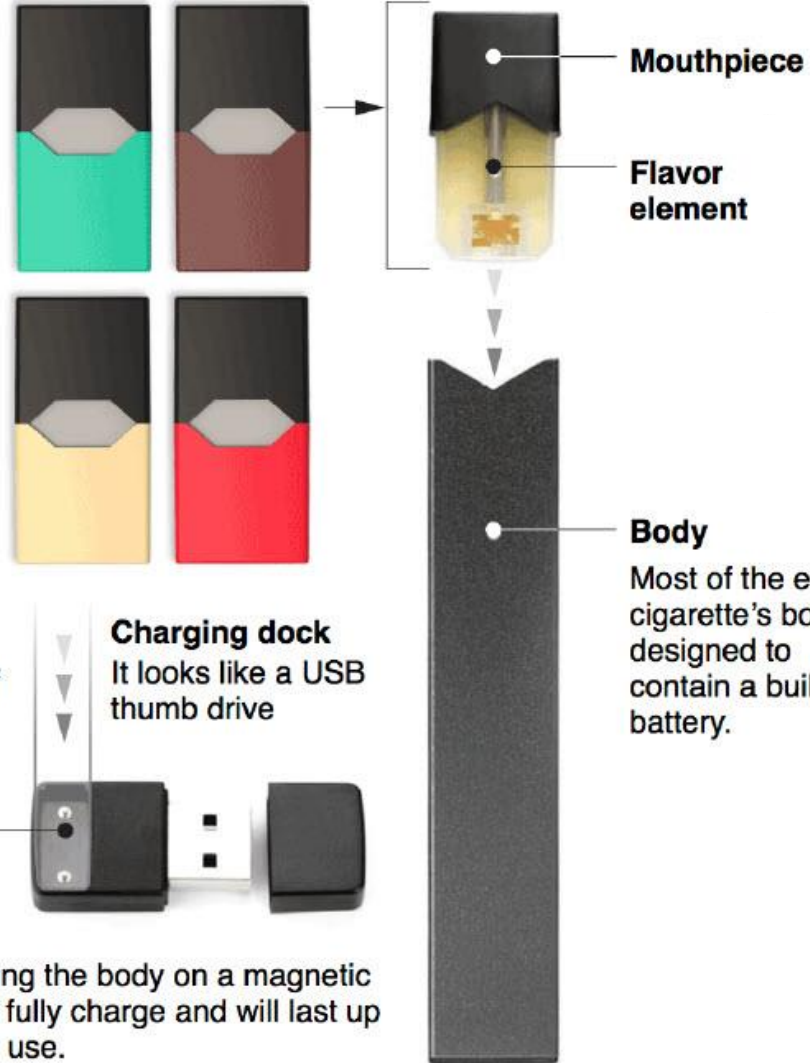 Mouthpiece
Flavor
element
Body
Most of the e
cigarette's bo
designed to
contain a buil
battery.
Charging dock
It looks like a USB
thumb drive
ng the body on a magnetic
fully charge and will last up
use.